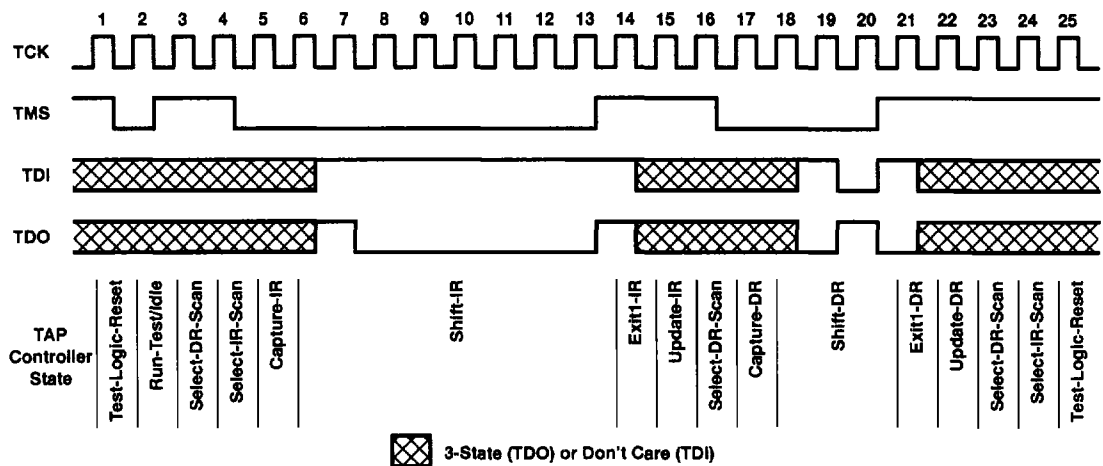 1 2 3 4 5 6 7 8 9 10 11 12 13 14 15 16 17 18 19 20 21 22 23 24 25
TCK
TMS
TDI
TDO
TAP
Controller
State
Test-Logic-Reset
Run-Test/Idle
Select-DR-Scan
Select-IR-Scan
Capture-IR
Shift-IR
Exit1-IR
Update-IR
Select-DR-Scan
Capture-DR
Shift-DR
Exit1-DR
Update-DR
Select-DR-Scan
Select-IR-Scan
Test-Logic-Reset
3-State (TDO) or Don't Care (TDI)